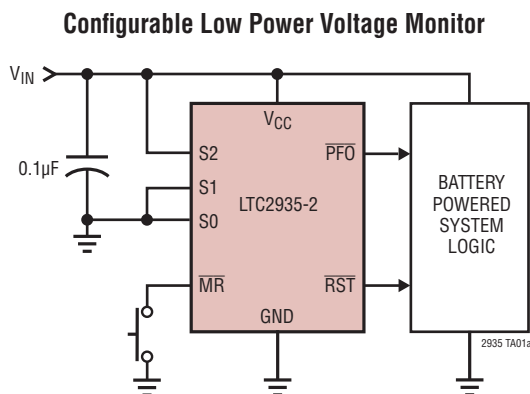 Configurable Low Power Voltage Monitor
VIN
VCC
S2
PFO
0.1µF
S1
LTC2935-2
S0
BATTERY
POWERED
SYSTEM
LOGIC
MR
RST
GND
2935 TA01a